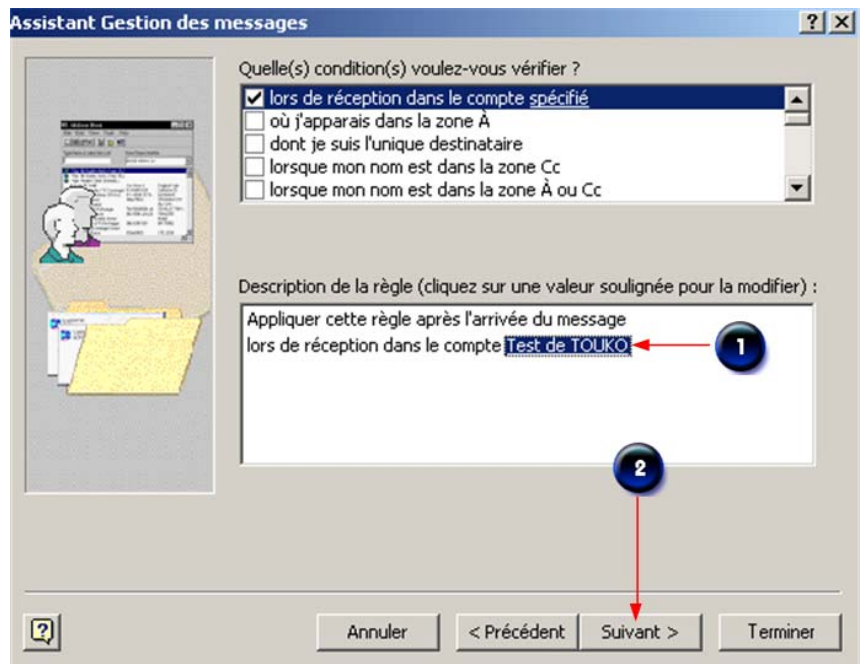 Assistant Gestion des messages
Quelle(s) condition(s) voulez-vous vérifier ?
lors de réception dans le compte spécifié
où j'apparais dans la zone À
dont je suis l'unique destinataire
lorsque mon nom est dans la zone Cc
lorsque mon nom est dans la zone À ou Cc
Description de la règle (cliquez sur une valeur soulignée pour la modifier) :
Appliquer cette règle après l'arrivée du message
lors de réception dans le compte Test de TOUKO
1
2
Annuler
< Précédent
Suivant >
Terminer